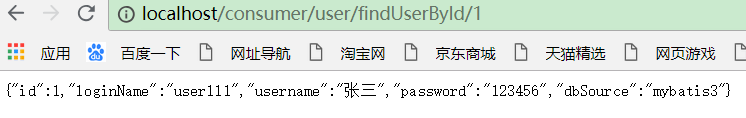 localhost/consumer/user/findUserById/1
应用 百度一下 网址导航 淘宝网 京东商城 天猫精选 网页游戏
{"id":1,"loginName":"user111","username":"张三","password":"123456","dbSource":"mybatis3"}